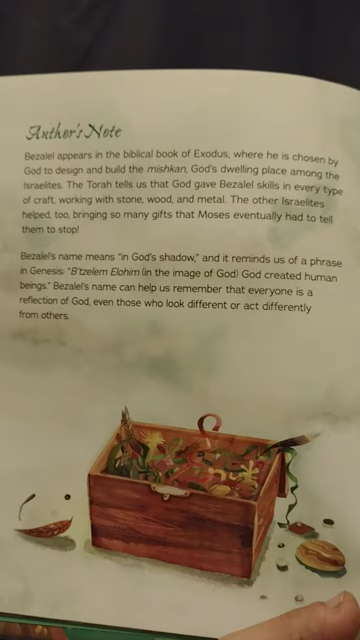 Author's Note
Bezalel appears in the biblical book of Exodus, where he is chosen by
God to design and build the mishkan, God's dwelling place among the
Israelites. The Torah tells us that God gave Bezalel skills in every type
of craft, working with stone, wood, and metal. The other Israelites
helped, too, bringing so many gifts that Moses eventually had to tell
them to stop!
Bezalel's name means "in God's shadow," and it reminds us of a phrase
in Genesis: "B'tzelem Elohim (in the image of God) God created human
beings." Bezalel's name can help us remember that everyone is a
reflection of God, even those who look different or act differently
from others.